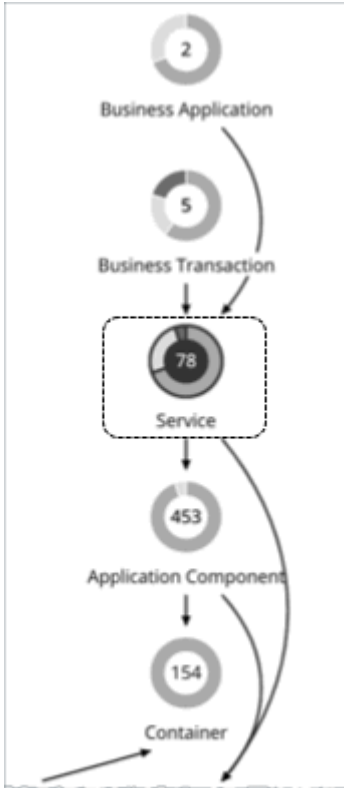 2
Business Application
5
Business Transaction
78
Service
453
Application Component
154
Container